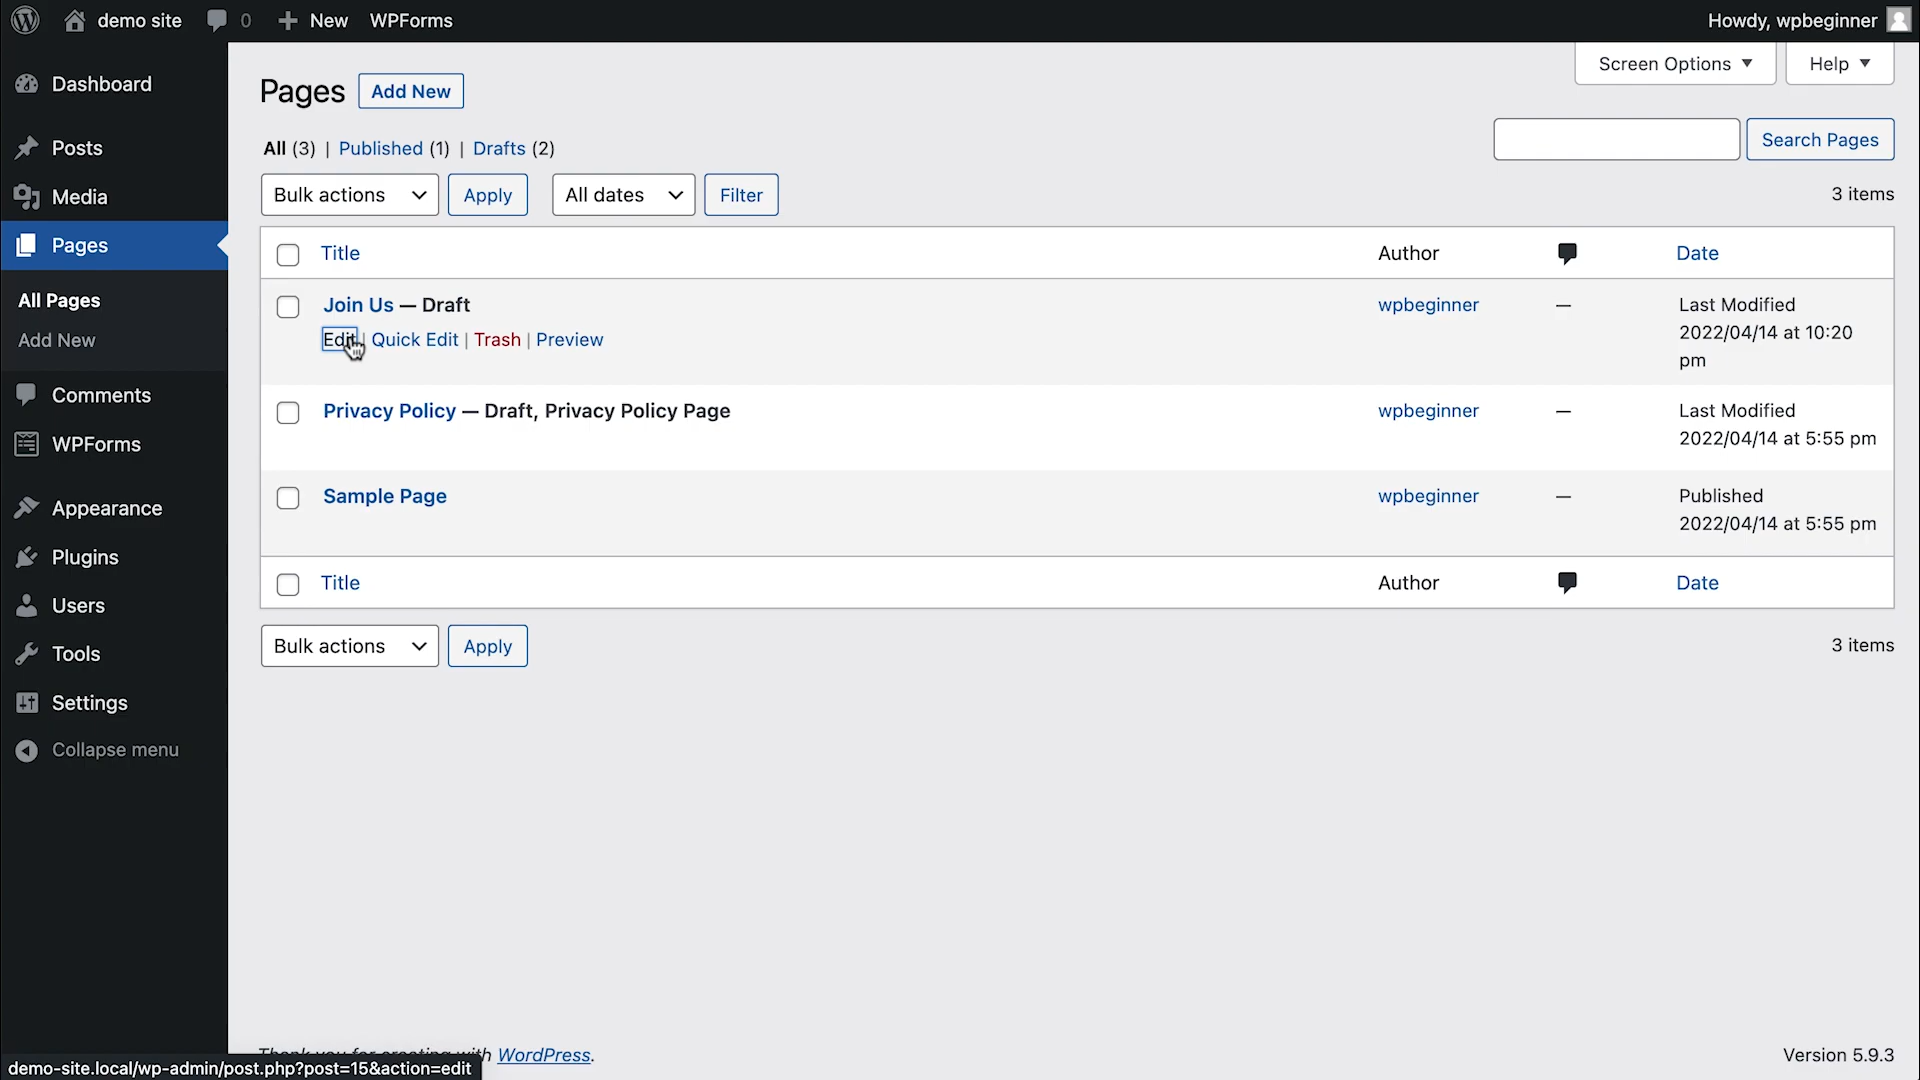 demo site 0 New WPForms Howdy, wpbeginner
Dashboard
Posts
Media
Pages
All Pages
Add New
Comments
WPForms
Appearance
Plugins
Users
Tools
Settings
Collapse menu
Screen Options Help
Pages Add New
All (3) | Published (1) | Drafts (2)
Search Pages
Bulk actions Apply All dates Filter 3 items
Title Author Date
Join Us — Draft wpbeginner — Last Modified
2022/04/14 at 10:20
pm
Edit | Quick Edit | Trash | Preview
Privacy Policy — Draft, Privacy Policy Page wpbeginner — Last Modified
2022/04/14 at 5:55 pm
Sample Page wpbeginner — Published
2022/04/14 at 5:55 pm
Title Author Date
Bulk actions Apply 3 items
Thank you for creating with WordPress. Version 5.9.3
demo-site.local/wp-admin/post.php?post=15&action=edit